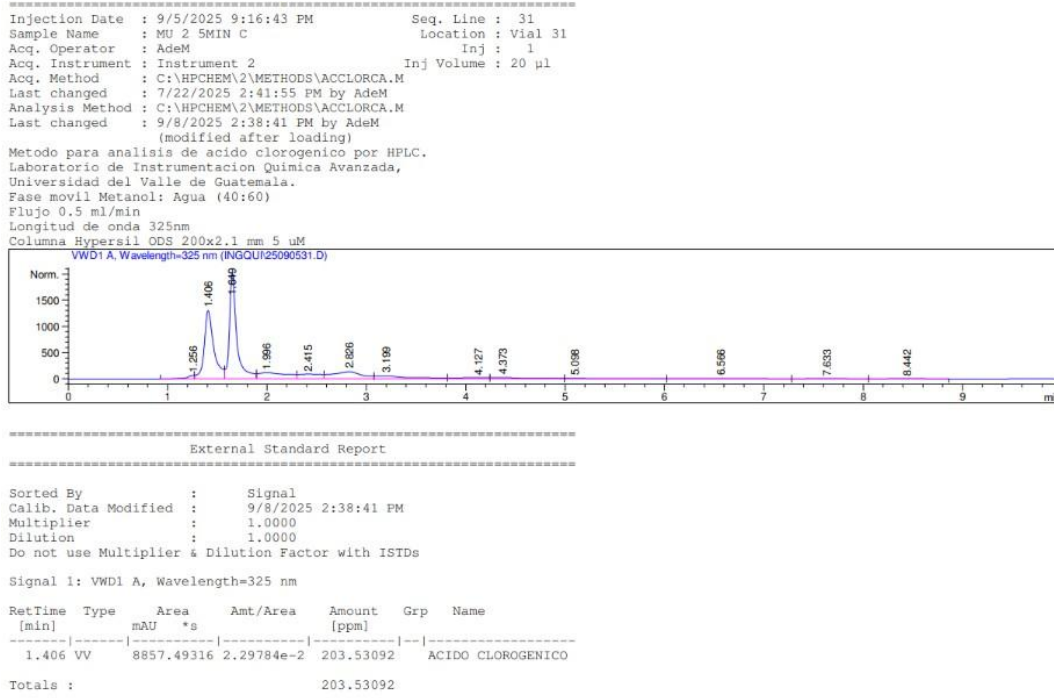 ==========================================================================
Injection Date : 9/5/2025 9:16:43 PM Seq. Line : 31
Sample Name : MU 2 5MIN C Location : Vial 31
Acq. Operator : AdeM Inj : 1
Acq. Instrument : Instrument 2 Inj Volume : 20 µl
Acq. Method : C:\HPCHEM\2\METHODS\ACCLORCA.M
Last changed : 7/22/2025 2:41:55 PM by AdeM
Analysis Method : C:\HPCHEM\2\METHODS\ACCLORCA.M
Last changed : 9/8/2025 2:38:41 PM by AdeM
(modified after loading)
Metodo para analisis de acido clorogenico por HPLC.
Laboratorio de Instrumentacion Quimica Avanzada,
Universidad del Valle de Guatemala.
Fase movil Metanol: Agua (40:60)
Flujo 0.5 ml/min
Longitud de onda 325nm
Columna Hypersil ODS 200x2.1 mm 5 uM
VWD1 A, Wavelength=325 nm (INGQUI\25090531.D)
Norm.
1500
1000
500
0
1.256
1.406
1.649
1.996
2.415
2.826
3.199
4.127
4.373
5.098
6.566
7.633
8.442
0 1 2 3 4 5 6 7 8 9
==========================================================================
External Standard Report
==========================================================================
Sorted By : Signal
Calib. Data Modified : 9/8/2025 2:38:41 PM
Multiplier : 1.0000
Dilution : 1.0000
Do not use Multiplier & Dilution Factor with ISTDs
Signal 1: VWD1 A, Wavelength=325 nm
RetTime Type Area Amt/Area Amount Grp Name
[min] mAU *s [ppm]
-------|------|----------|----------|----------|--|------------------
1.406 VV 8857.49316 2.29784e-2 203.53092 ACIDO CLOROGENICO
Totals : 203.53092